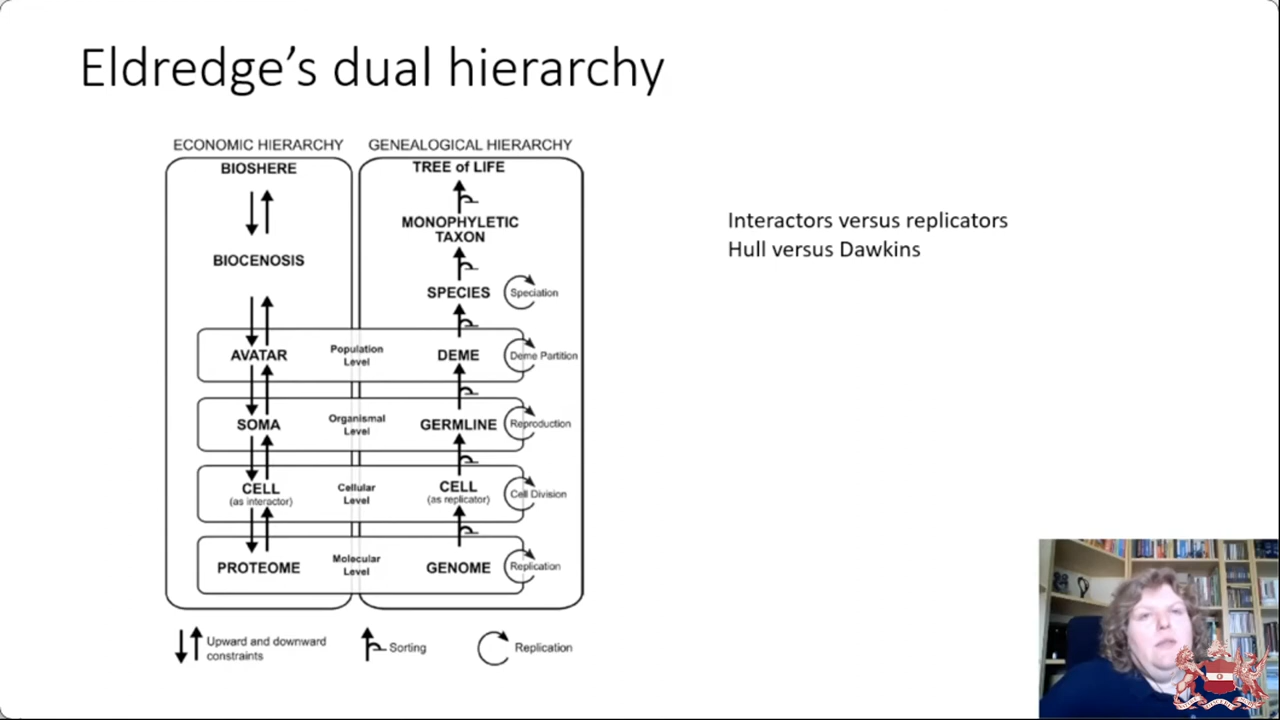 Eldredge's dual hierarchy
ECONOMIC HIERARCHY
GENEALOGICAL HIERARCHY
BIOSHERE
TREE of LIFE
MONOPHYLETIC
TAXON
BIOCENOSIS
SPECIES
Speciation
AVATAR
Population
Level
DEME
Deme Partition
SOMA
Organismal
Level
GERMLINE
Reproduction
CELL
(as interactor)
Cellular
Level
CELL
(as replicator)
Cell Division
PROTEOME
Molecular
Level
GENOME
Replication
Upward and downward
constraints
Sorting
Replication
Interactors versus replicators
Hull versus Dawkins